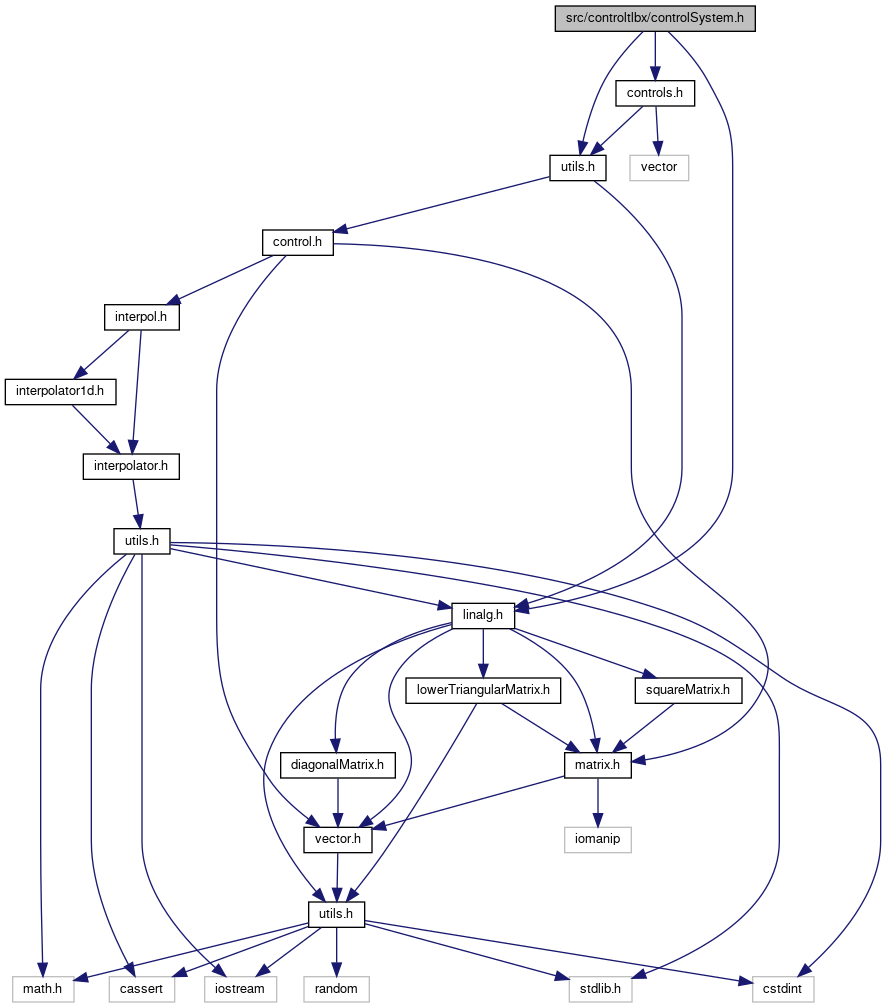 src/controltlbx/controlSystem.h
controls.h
utils.h
vector
control.h
interpol.h
interpolator1d.h
interpolator.h
utils.h
linalg.h
lowerTriangularMatrix.h
squareMatrix.h
diagonalMatrix.h
matrix.h
vector.h
iomanip
utils.h
math.h
cassert
iostream
random
stdlib.h
cstdint